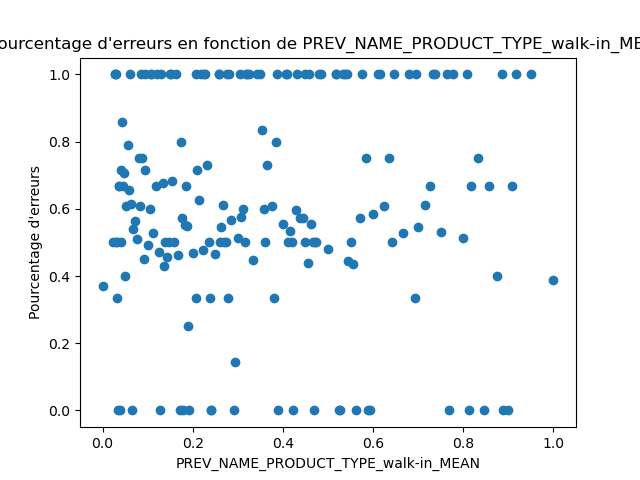 ourcentage d'erreurs en fonction de PREV_NAME_PRODUCT_TYPE_walk-in_ME
1.0
0.8
0.6
0.4
0.2
0.0
Pourcentage d'erreurs
0.0 0.2 0.4 0.6 0.8 1.0
PREV_NAME_PRODUCT_TYPE_walk-in_MEAN